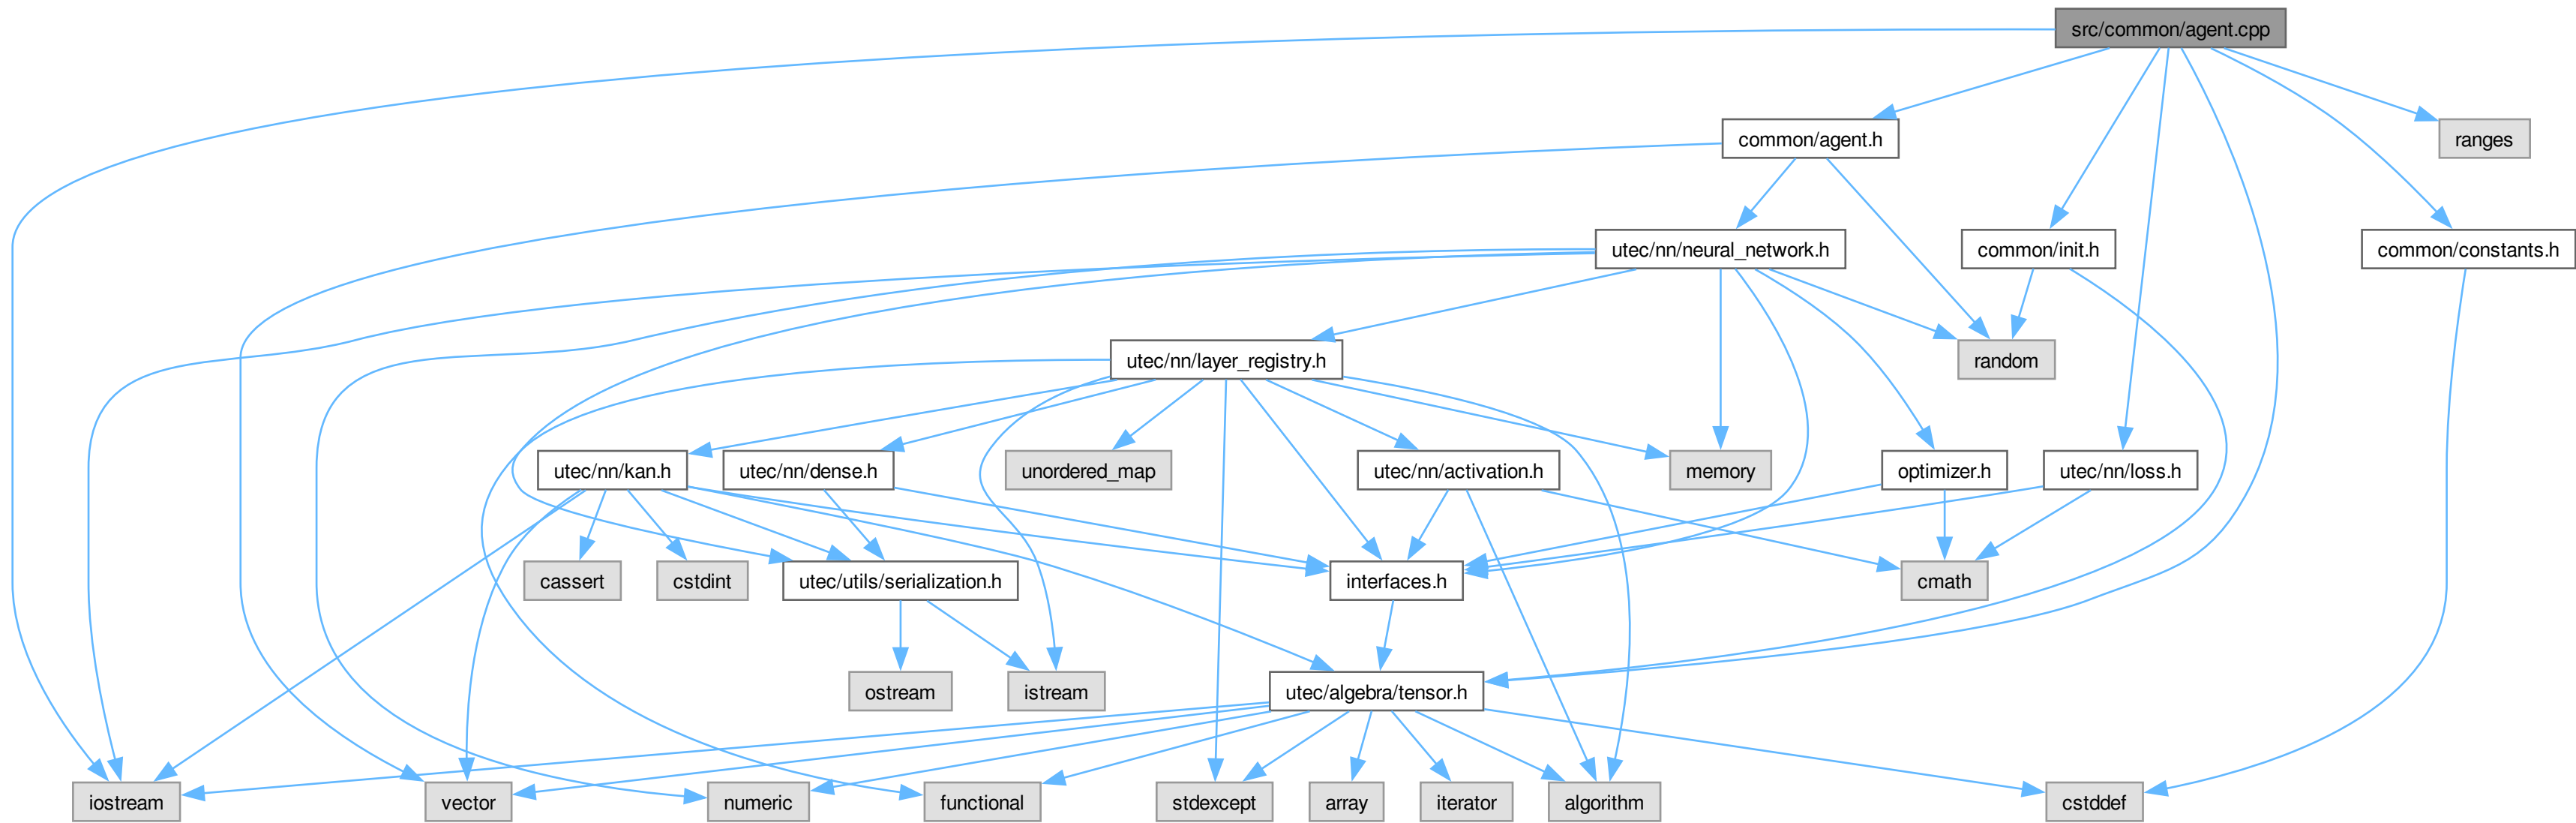 src/common/agent.cpp
common/agent.h
ranges
utec/nn/neural_network.h
common/init.h
common/constants.h
utec/nn/layer_registry.h
random
utec/nn/kan.h
utec/nn/dense.h
unordered_map
utec/nn/activation.h
memory
optimizer.h
utec/nn/loss.h
cassert
cstdint
utec/utils/serialization.h
interfaces.h
cmath
ostream
istream
utec/algebra/tensor.h
iostream
vector
numeric
functional
stdexcept
array
iterator
algorithm
cstddef